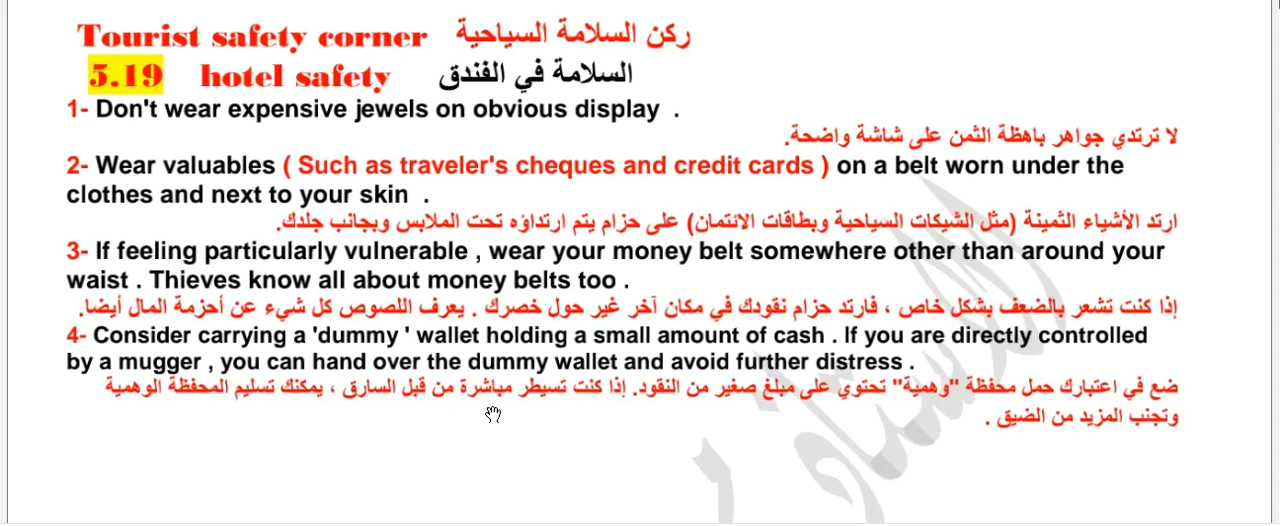 Tourist safety corner ركن السلامة السياحية
5.19 hotel safety السلامة في الفندق
1- Don't wear expensive jewels on obvious display .
لا ترتدي جواهر باهظة الثمن على شاشة واضحة.
2- Wear valuables ( Such as traveler's cheques and credit cards ) on a belt worn under the
clothes and next to your skin .
ارتد الأشياء الثمينة (مثل الشيكات السياحية وبطاقات الائتمان) على حزام يتم ارتداؤه تحت الملابس وبجانب جلدك.
3- If feeling particularly vulnerable , wear your money belt somewhere other than around your
waist . Thieves know all about money belts too .
إذا كنت تشعر بالضعف بشكل خاص ، فارتد حزام نقودك في مكان آخر غير حول خصرك . يعرف اللصوص كل شيء عن أحزمة المال أيضا.
4- Consider carrying a 'dummy ' wallet holding a small amount of cash . If you are directly controlled
by a mugger , you can hand over the dummy wallet and avoid further distress .
ضع في اعتبارك حمل محفظة "وهمية" تحتوي على مبلغ صغير من النقود. إذا كنت تسيطر مباشرة من قبل السارق ، يمكنك تسليم المحفظة الوهمية
وتجنب المزيد من الضيق .